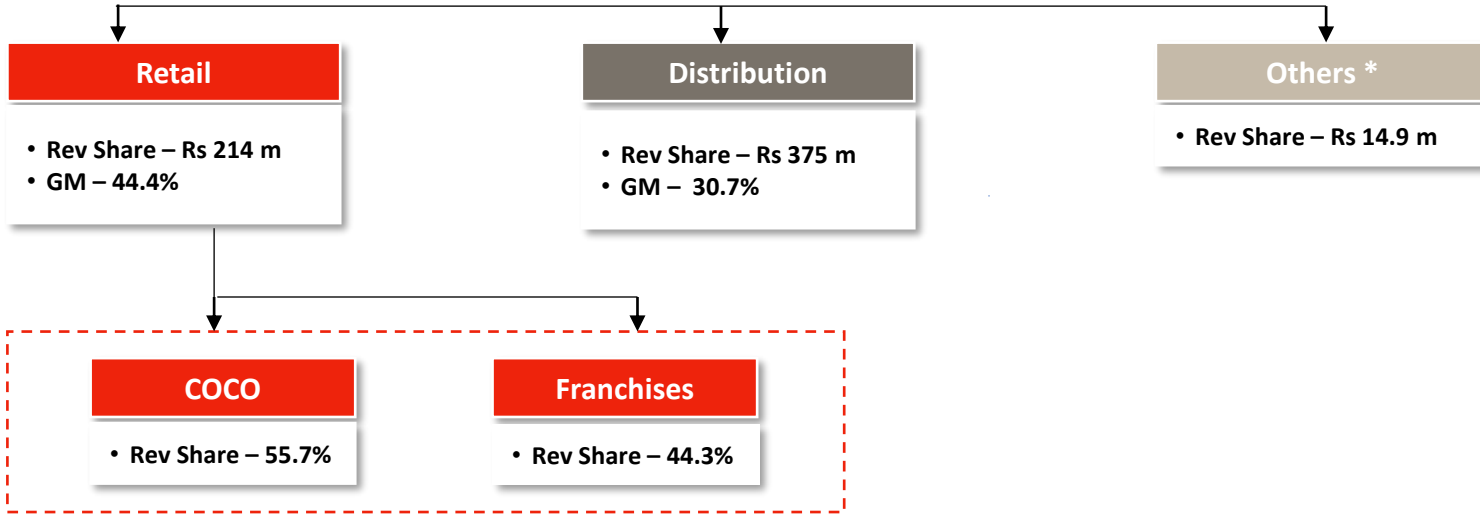 Retail
• Rev Share – Rs 214 m
• GM – 44.4%
Distribution
• Rev Share – Rs 375 m
• GM – 30.7%
Others *
• Rev Share – Rs 14.9 m
COCO
• Rev Share – 55.7%
Franchises
• Rev Share – 44.3%